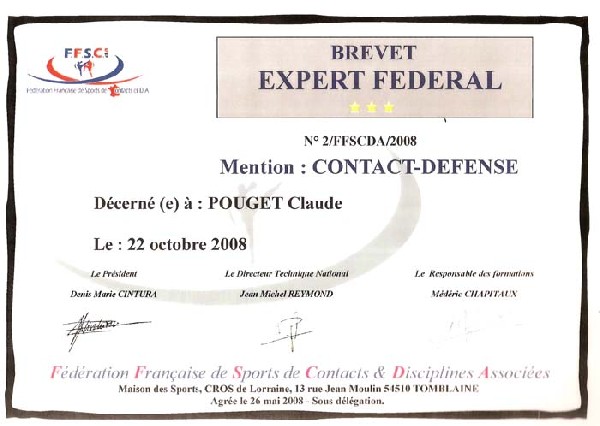 F.F.S.C.
Fédération Française de Sports de Contacts et D.A.
BREVET
EXPERT FEDERAL
N° 2/FFSCDA/2008
Mention : CONTACT-DEFENSE
Décerné (e) à : POUGET Claude
Le : 22 octobre 2008
Le Président Le Directeur Technique National Le Responsable des formations
Denis Marie CINTURA Jean Michel REYMOND Médéric CHAPITAUX
Fédération Française de Sports de Contacts & Disciplines Associées
Maison des Sports, CROS de Lorraine, 13 rue Jean Moulin 54510 TOMBLAINE
Agrée le 26 mai 2008 - Sous délégation.